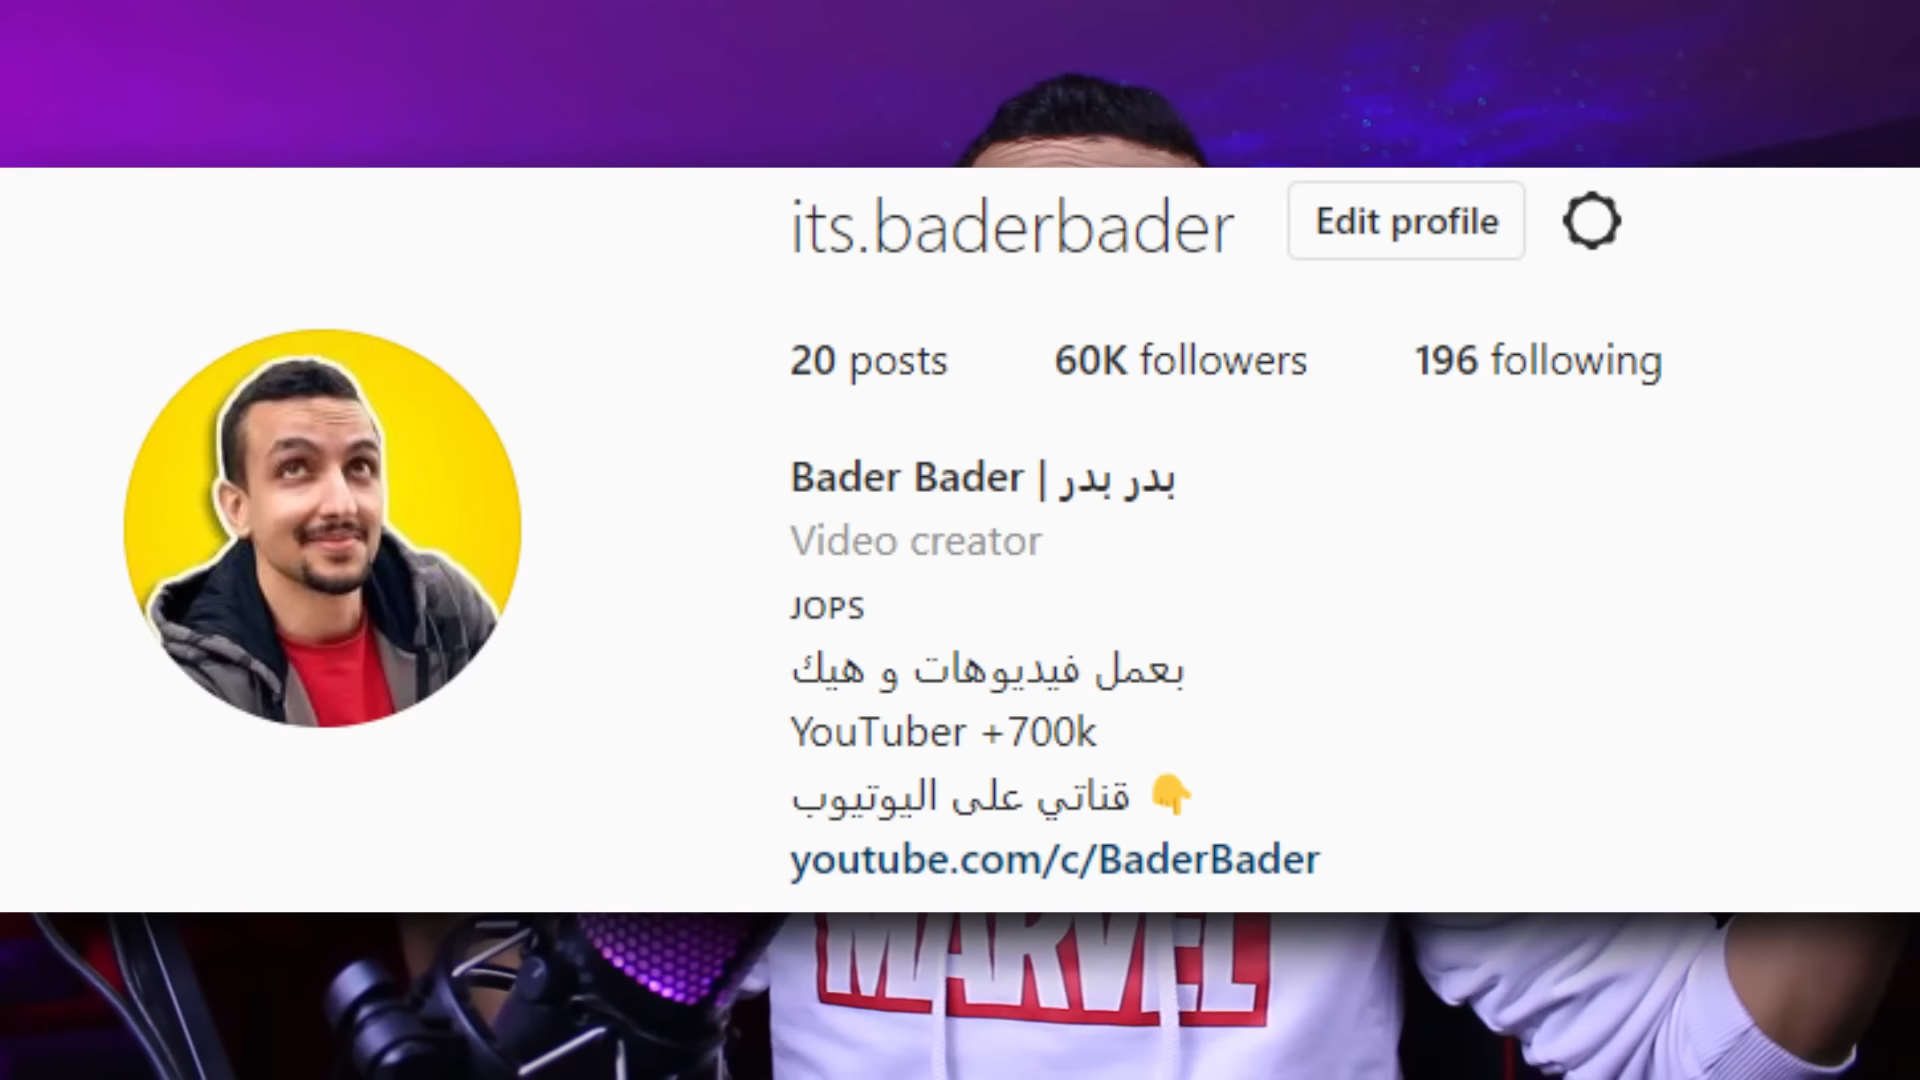 its.baderbader Edit profile
20 posts 60K followers 196 following
Bader Bader | بدر بدر
Video creator
JOPS
بعمل فيديوهات و هيك
YouTuber +700k
قناتي على اليوتيوب 👇
youtube.com/c/BaderBader
MARVEL